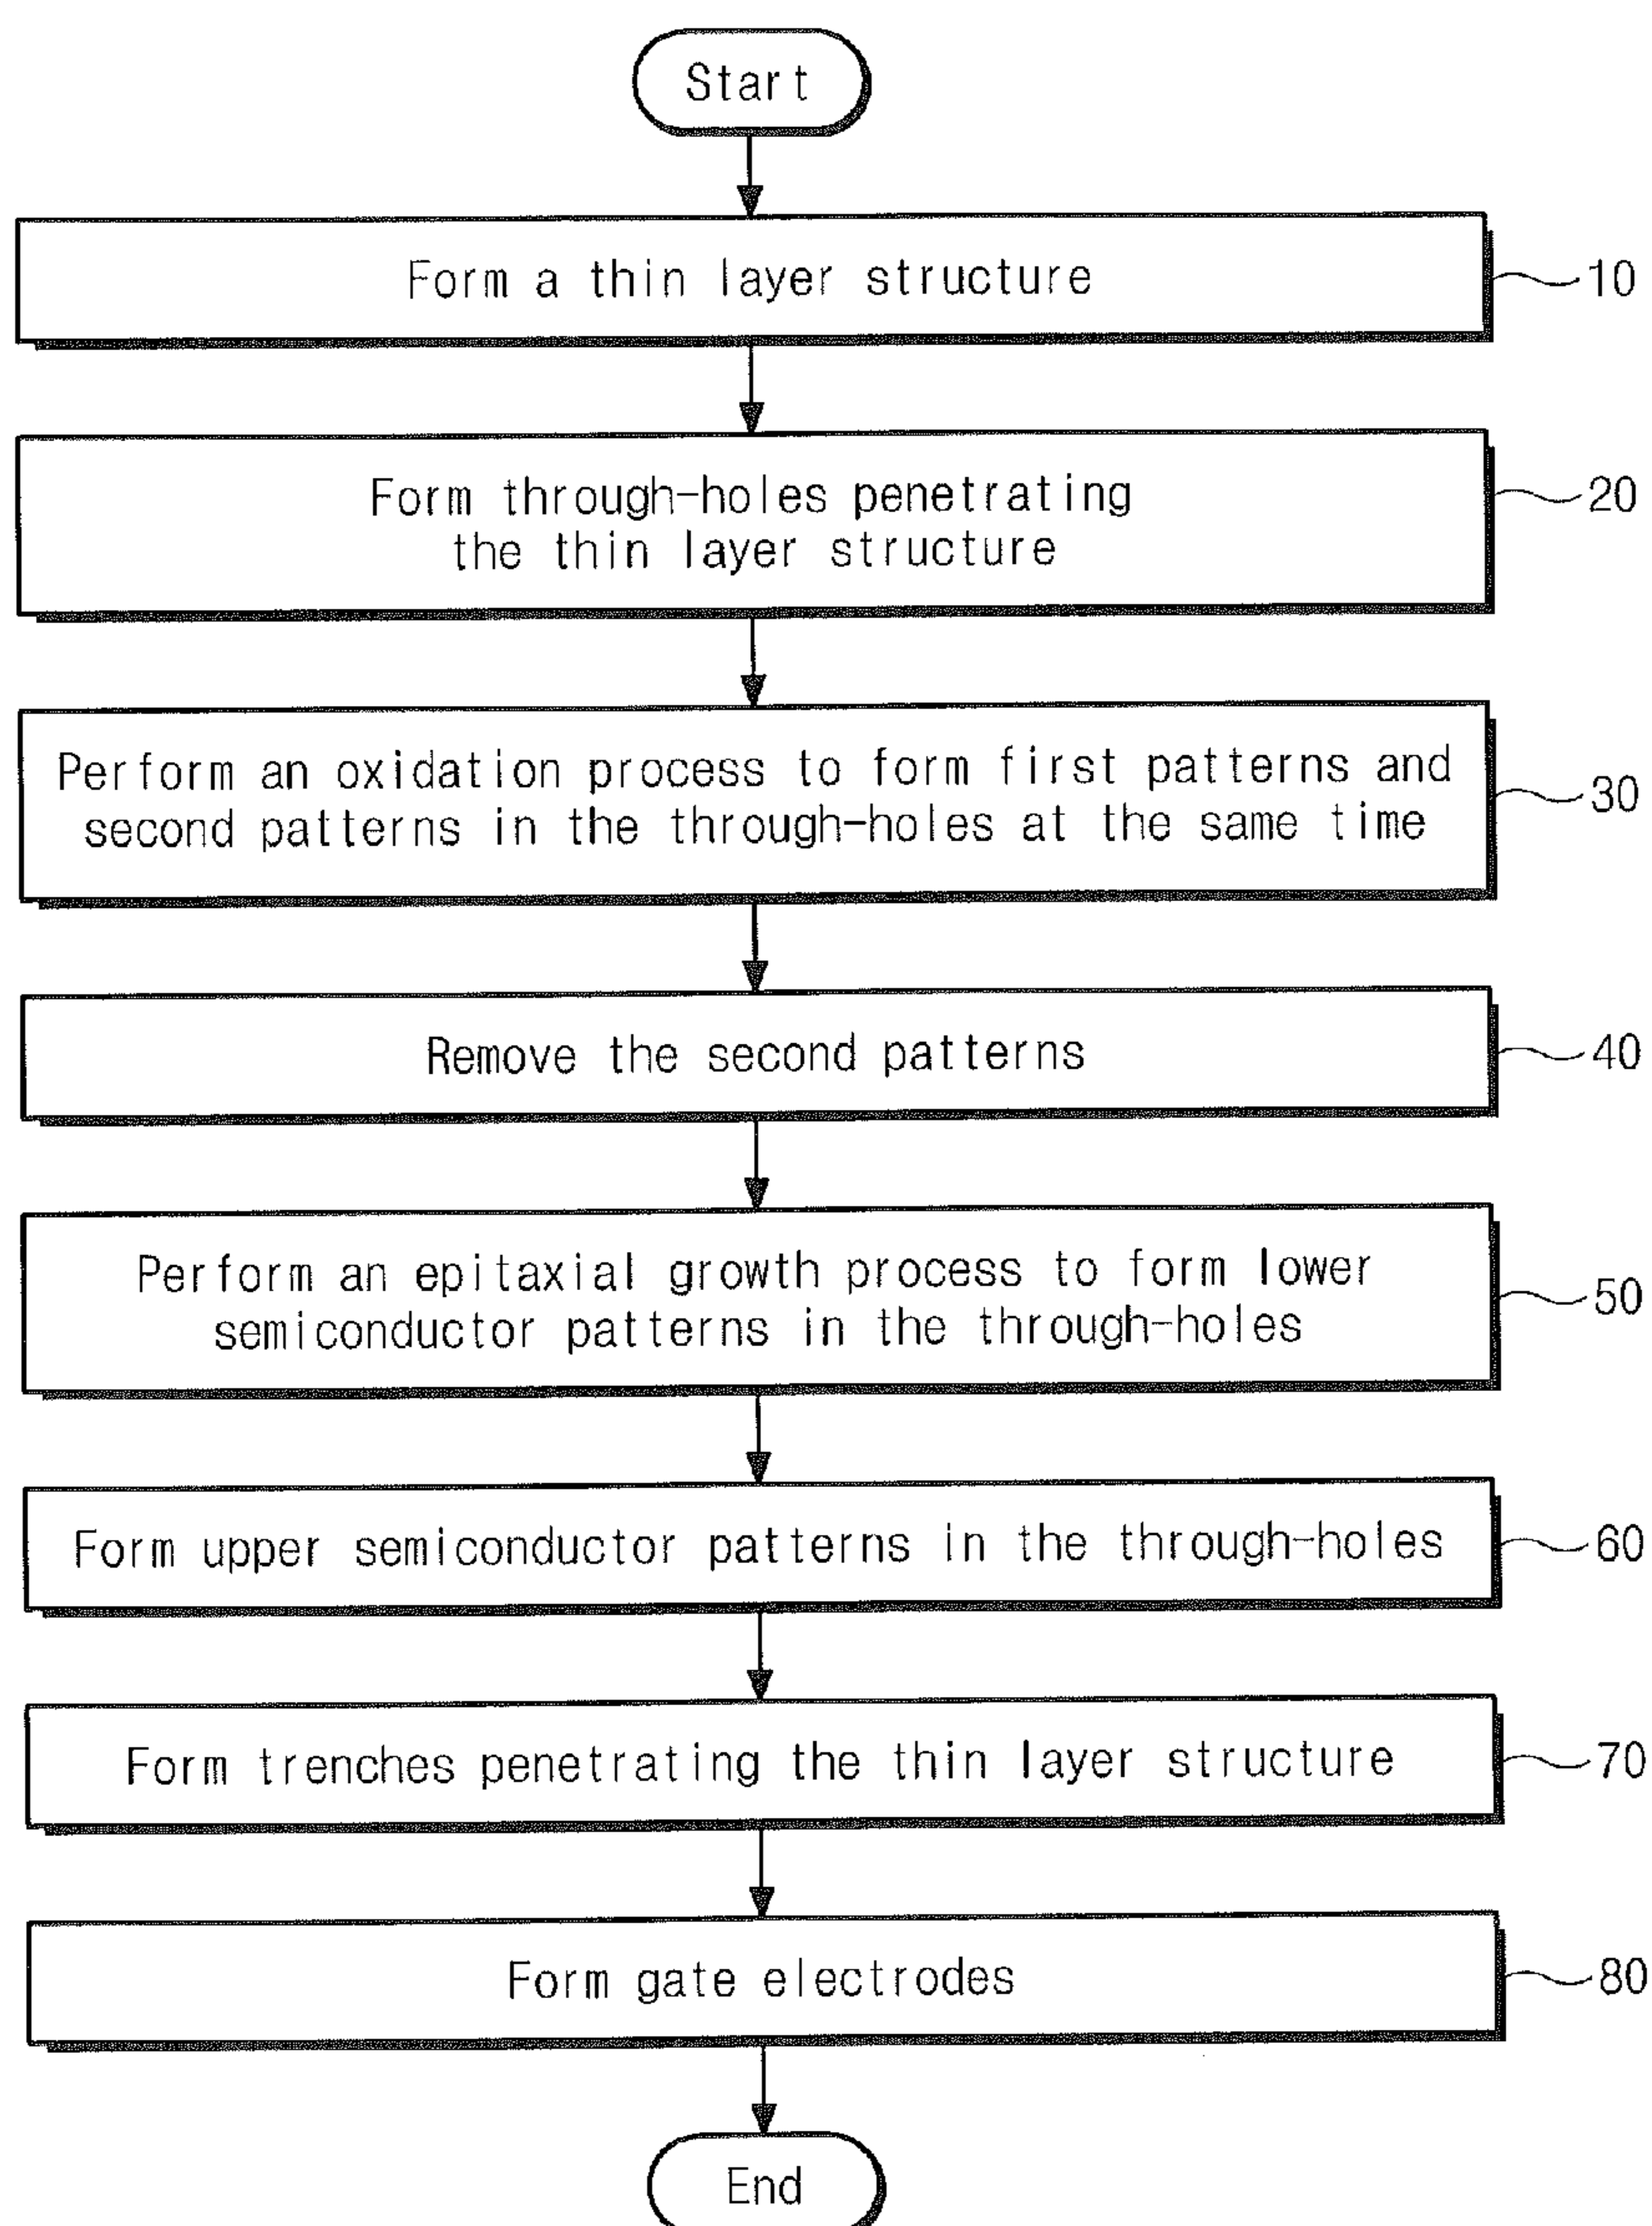 Start
Form a thin layer structure
10
Form through-holes penetrating
the thin layer structure
20
Perform an oxidation process to form first patterns and
second patterns in the through-holes at the same time
30
Remove the second patterns
40
Perform an epitaxial growth process to form lower
semiconductor patterns in the through-holes
50
Form upper semiconductor patterns in the through-holes
60
Form trenches penetrating the thin layer structure
70
Form gate electrodes
80
End